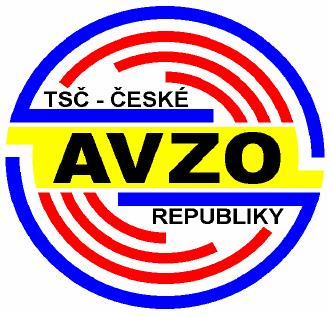 TSČ - ČESKÉ
AVZO
REPUBLIKY